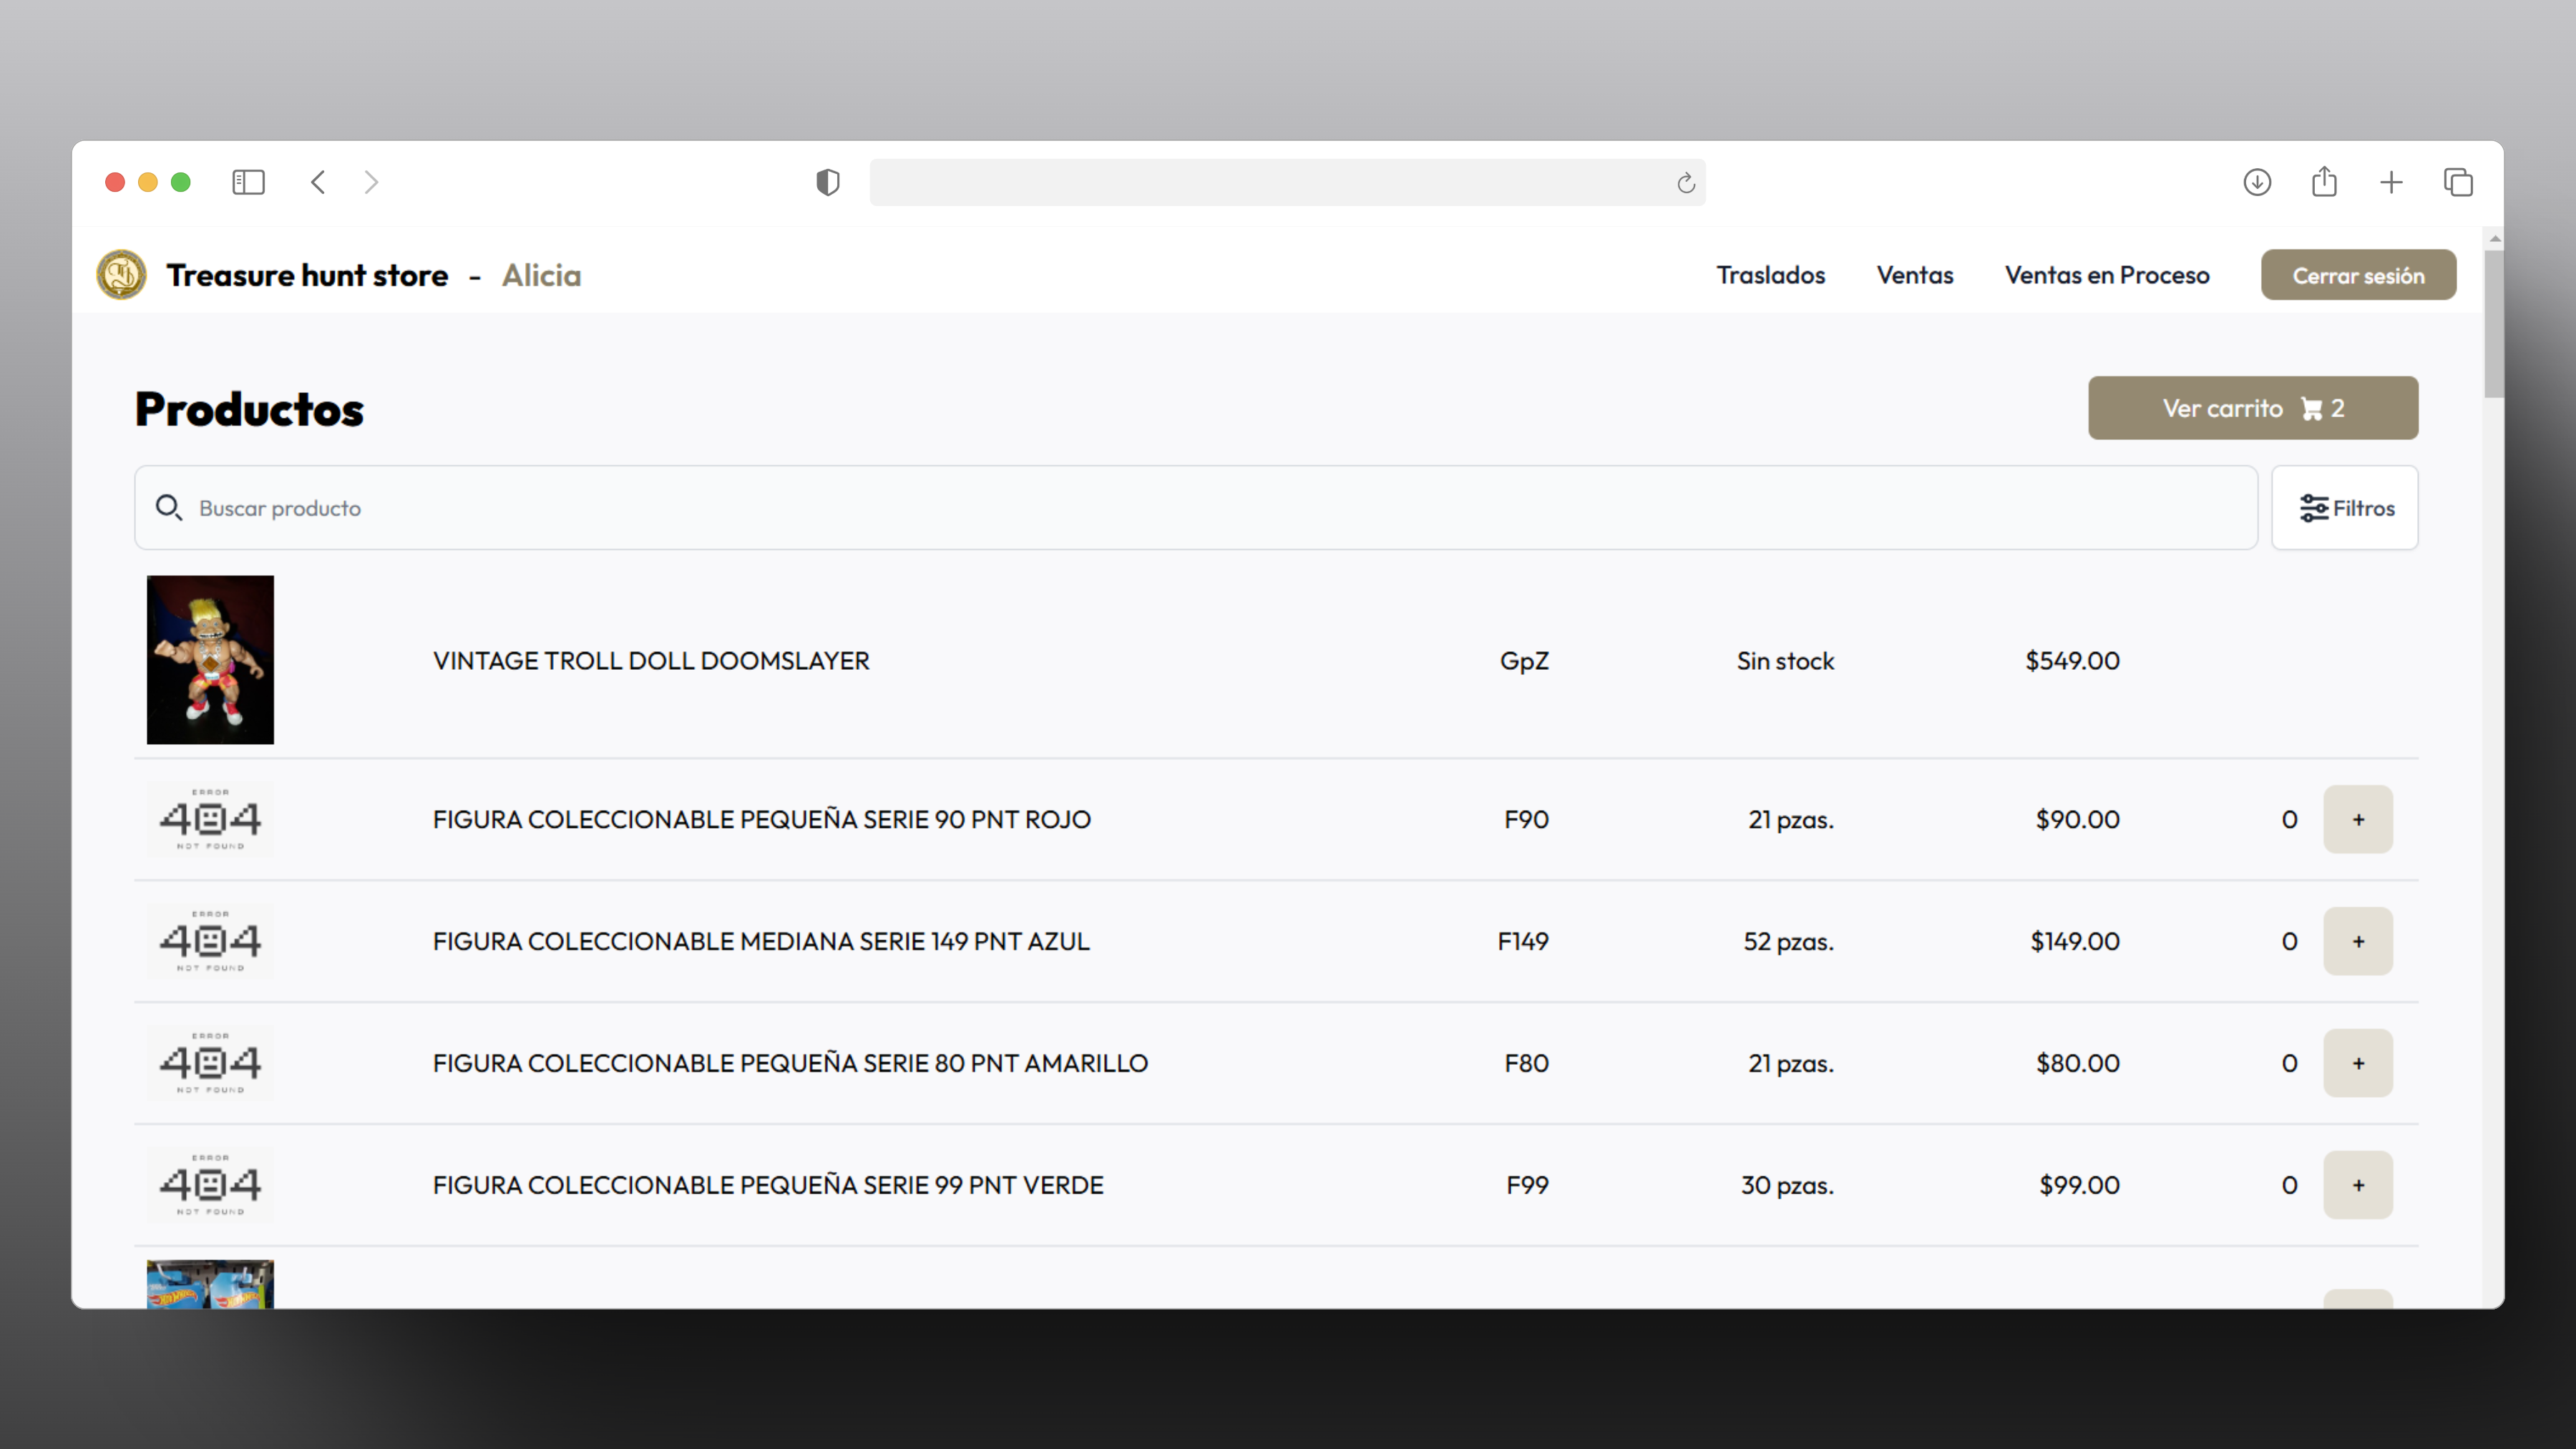 Treasure hunt store - Alicia
Traslados
Ventas
Ventas en Proceso
Cerrar sesión
Productos
Ver carrito 2
Buscar producto
Filtros
VINTAGE TROLL DOLL DOOMSLAYER GpZ Sin stock $549.00
ERROR
404
NOT FOUND
FIGURA COLECCIONABLE PEQUEÑA SERIE 90 PNT ROJO F90 21 pzas. $90.00 0 +
ERROR
404
NOT FOUND
FIGURA COLECCIONABLE MEDIANA SERIE 149 PNT AZUL F149 52 pzas. $149.00 0 +
ERROR
404
NOT FOUND
FIGURA COLECCIONABLE PEQUEÑA SERIE 80 PNT AMARILLO F80 21 pzas. $80.00 0 +
ERROR
404
NOT FOUND
FIGURA COLECCIONABLE PEQUEÑA SERIE 99 PNT VERDE F99 30 pzas. $99.00 0 +
Hot Wheels
Hot Wheels